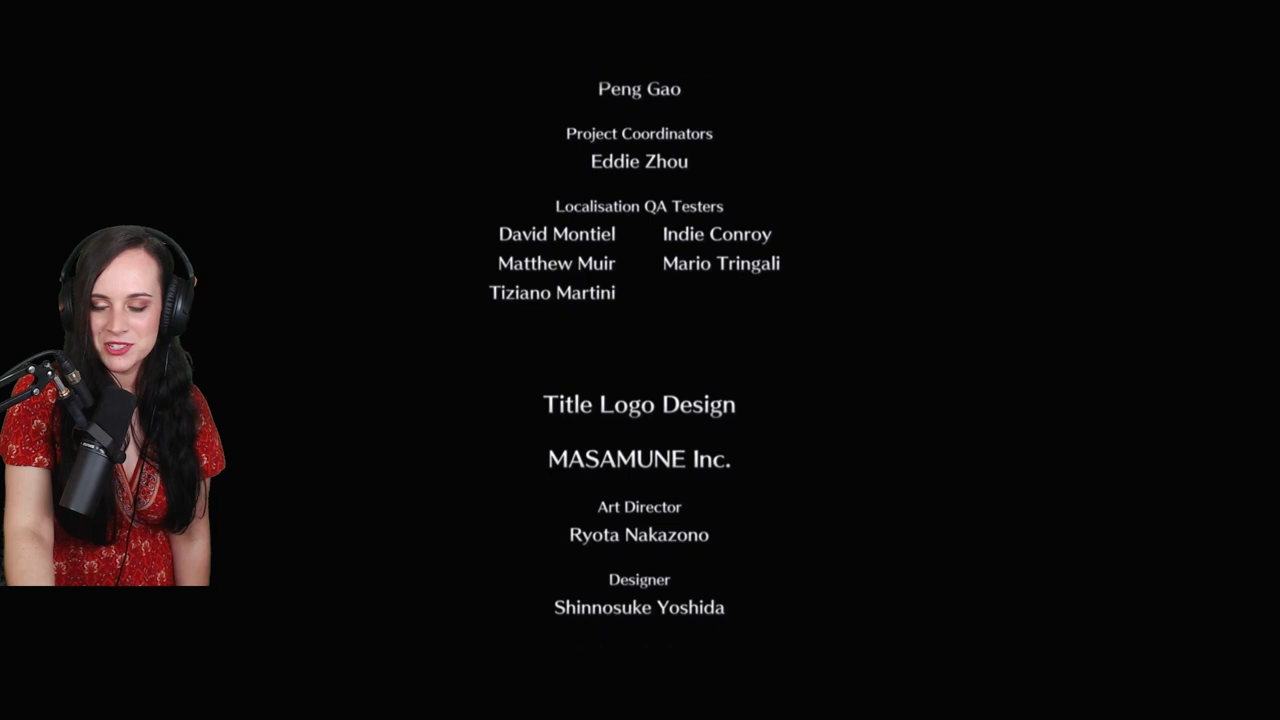 Peng Gao
Project Coordinators
Eddie Zhou
Localisation QA Testers
David Montiel Indie Conroy
Matthew Muir Mario Tringali
Tiziano Martini
Title Logo Design
MASAMUNE Inc.
Art Director
Ryota Nakazono
Designer
Shinnosuke Yoshida